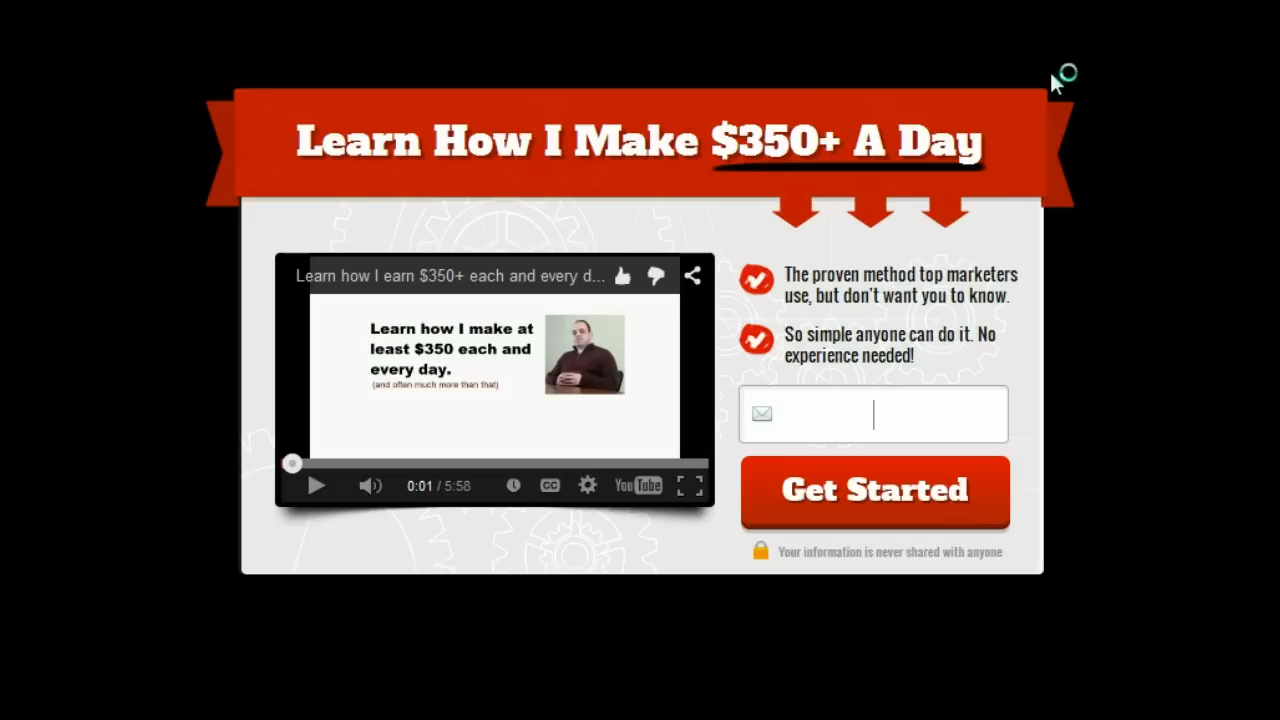 Learn How I Make $350+ A Day
Learn how I earn $350+ each and every d...
Learn how I make at
least $350 each and
every day.
(and often much more than that)
0:01 / 5:58
CC
YouTube
The proven method top marketers
use, but don't want you to know.
So simple anyone can do it. No
experience needed!
Get Started
Your information is never shared with anyone